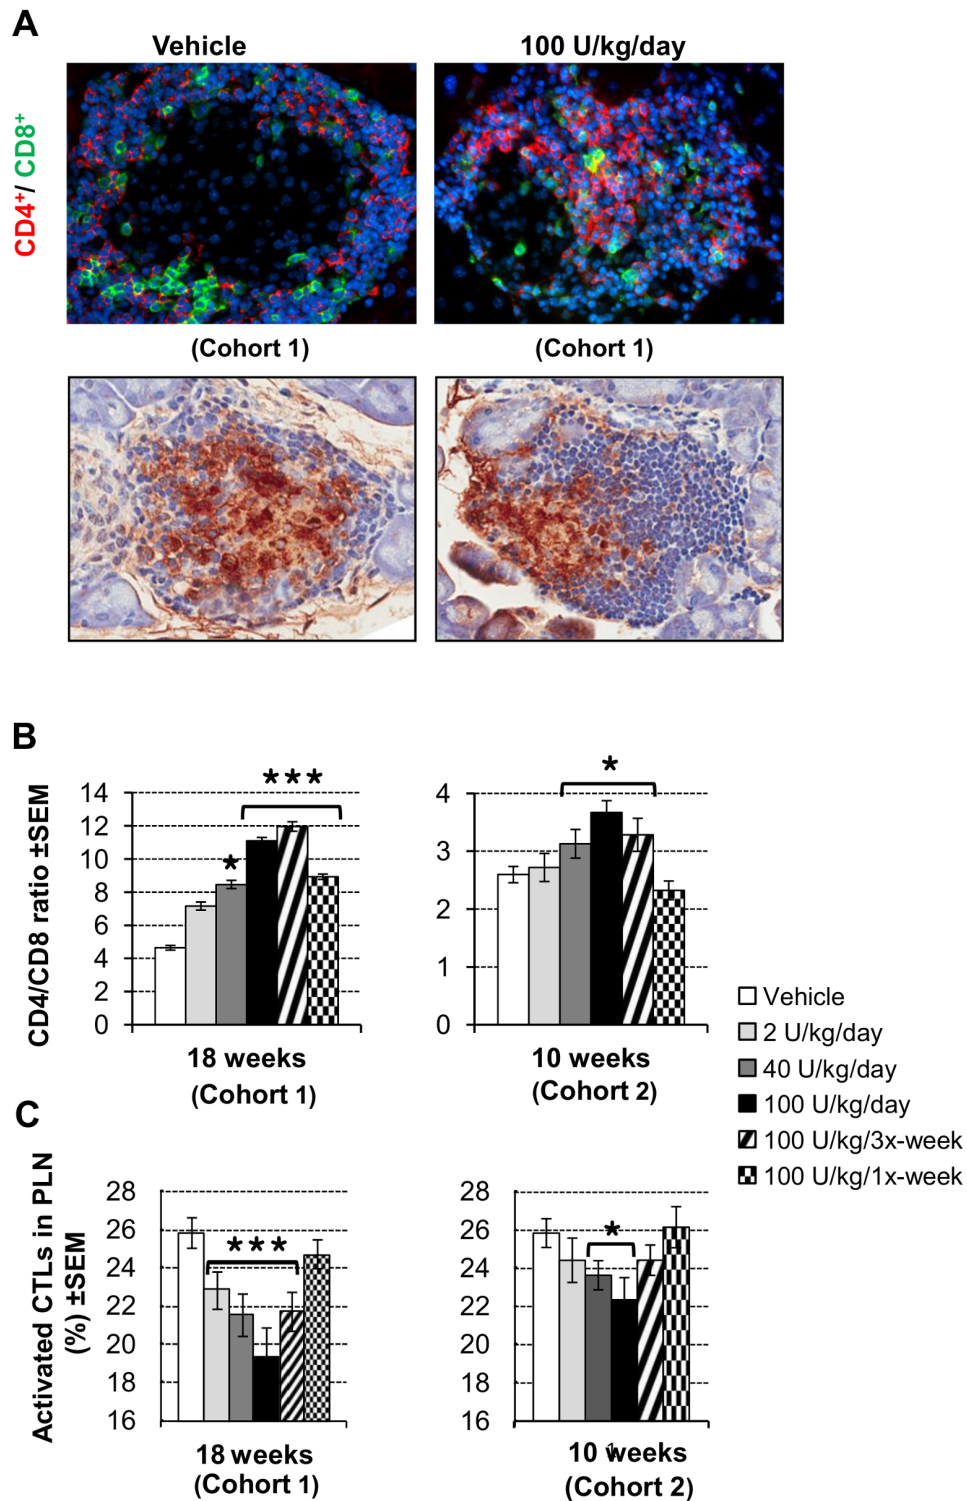 A
Vehicle
100 U/kg/day
CD4+/ CD8+
(Cohort 1)
(Cohort 1)
B
CD4/CD8 ratio ±SEM
14
12
10
8
6
4
2
0
*
***
18 weeks
(Cohort 1)
4
3
2
1
0
*
10 weeks
(Cohort 2)
Vehicle
2 U/kg/day
40 U/kg/day
100 U/kg/day
100 U/kg/3x-week
100 U/kg/1x-week
C
Activated CTLs in PLN
(%) ±SEM
28
26
24
22
20
18
16
***
18 weeks
(Cohort 1)
28
26
24
22
20
18
16
*
10 weeks
(Cohort 2)